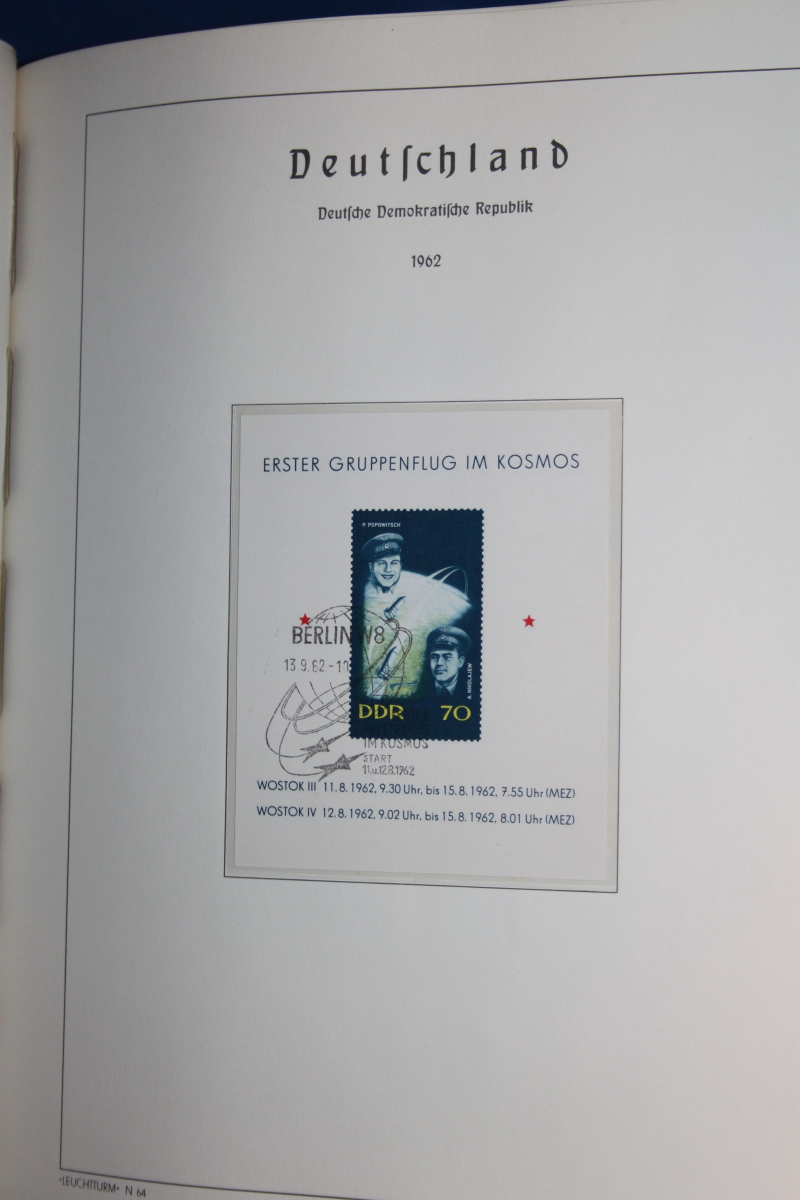 Deutſchland
Deutſche Demokratiſche Republik
1962
ERSTER GRUPPENFLUG IM KOSMOS
P. POPOWITSCH
BERLIN W8
13.9.62-1
A. NIKOLAJEW
DDR 70
IM KOSMOS
START
11.u.12.8.1962
WOSTOK III 11. 8. 1962, 9.30 Uhr, bis 15. 8. 1962, 7.55 Uhr (MEZ)
WOSTOK IV 12. 8. 1962, 9.02 Uhr, bis 15. 8. 1962, 8.01 Uhr (MEZ)
"LEUCHTTURM" N 64